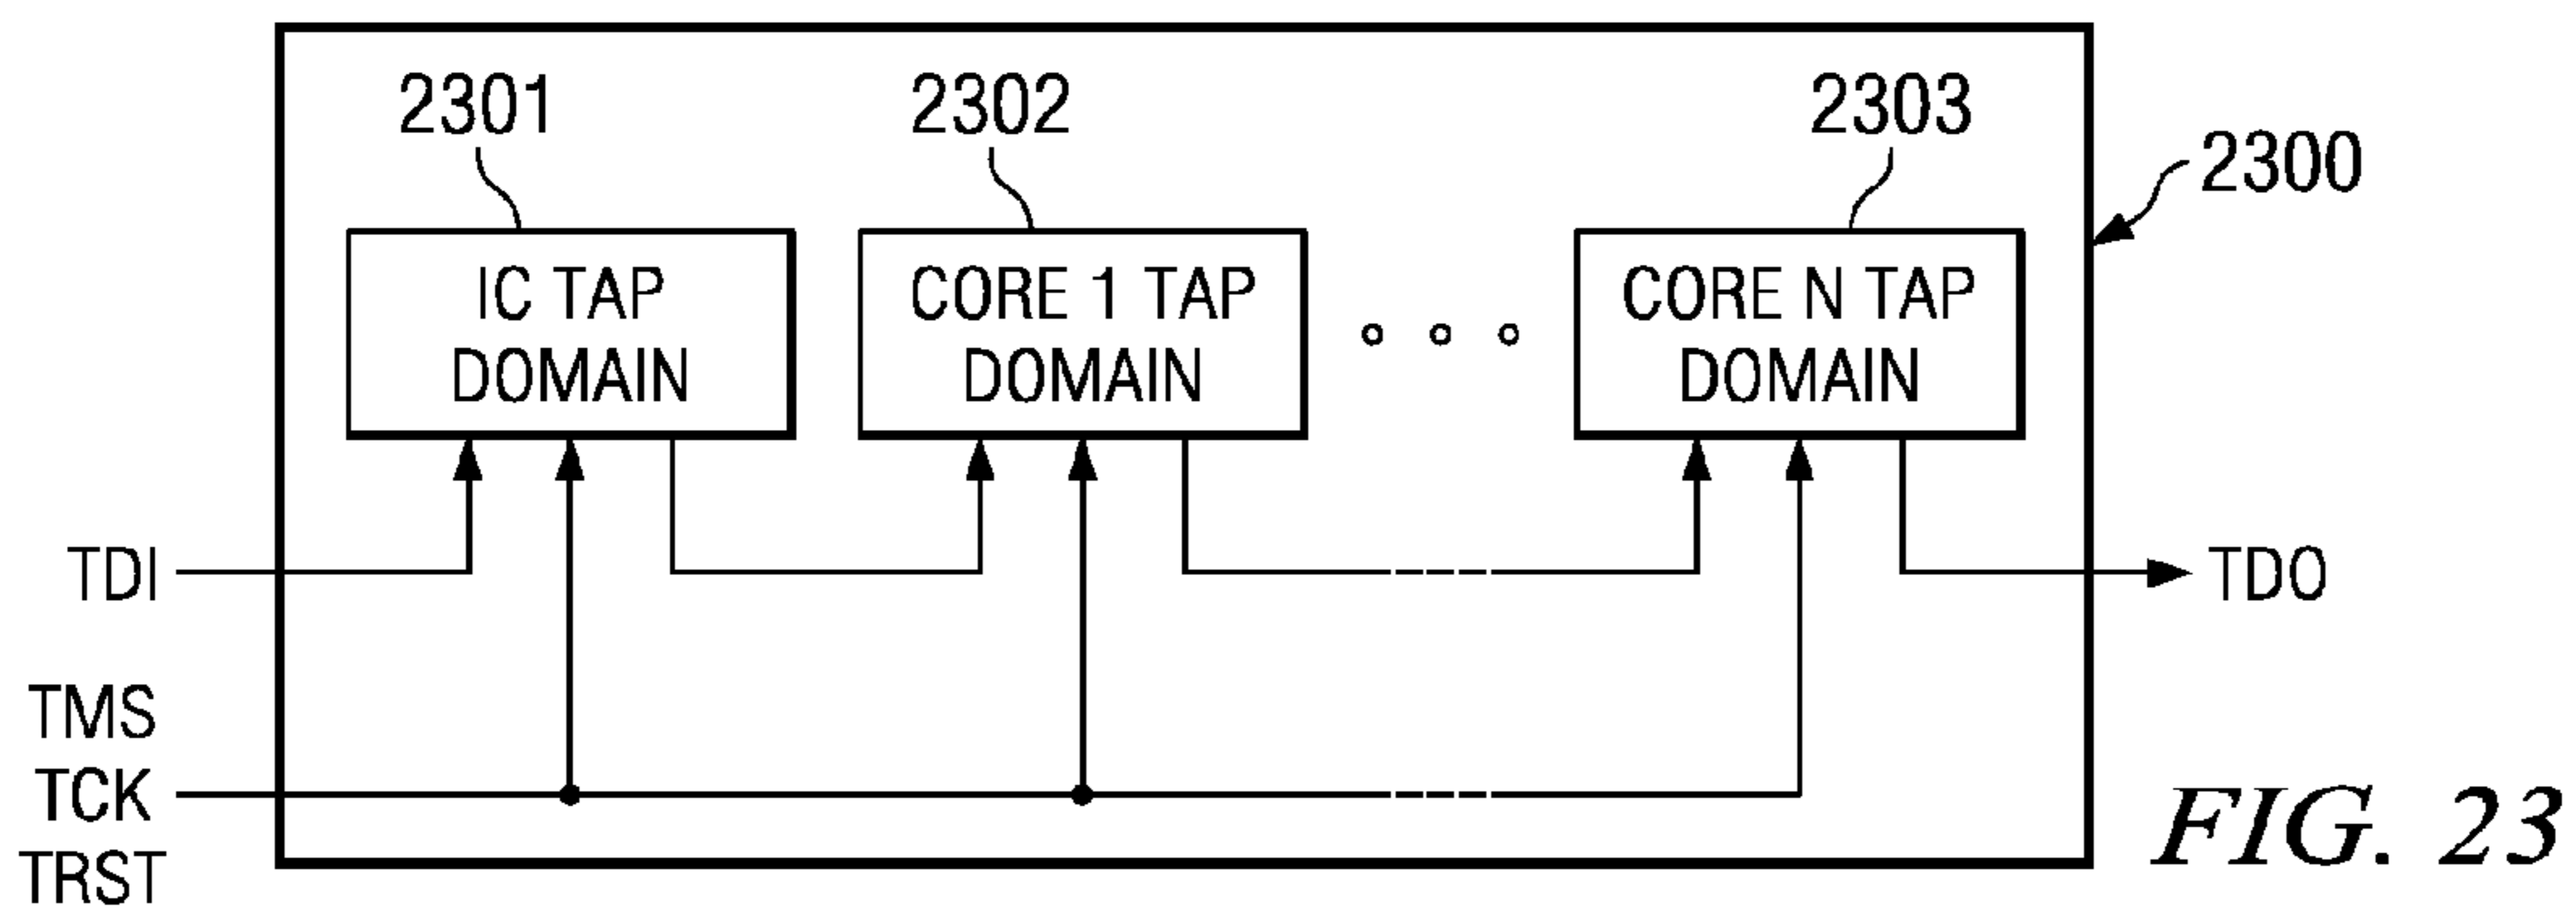 2301
2302
2303
2300
IC TAP
DOMAIN
CORE 1 TAP
DOMAIN
CORE N TAP
DOMAIN
TDI
TDO
TMS
TCK
TRST
FIG. 23